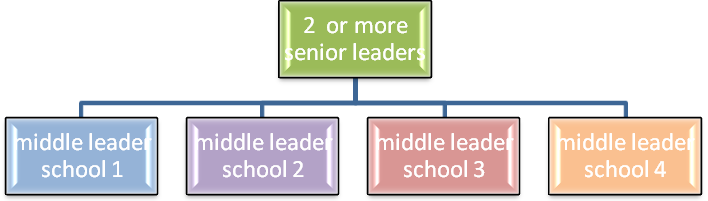 2 or more
senior leaders
middle leader
school 1
middle leader
school 2
middle leader
school 3
middle leader
school 4